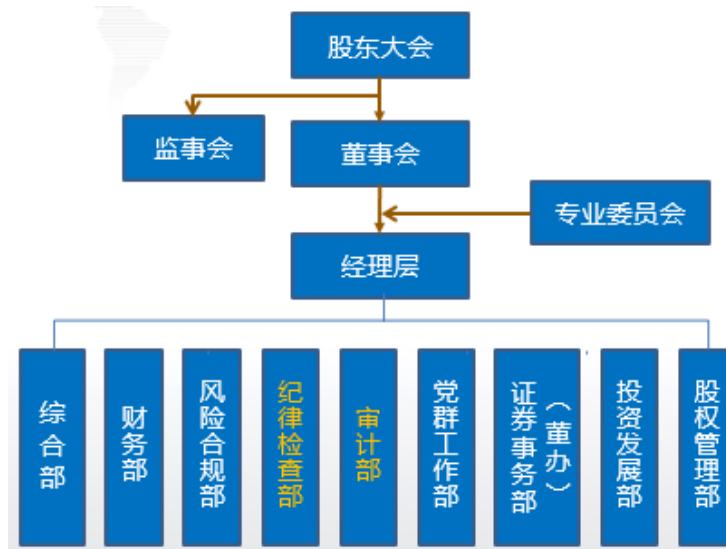 股东大会
监事会
董事会
专业委员会
经理层
综合部
财务部
风险合规部
纪律检查部
审计部
党群工作部
证券事务部
（董办）
投资发展部
股权管理部